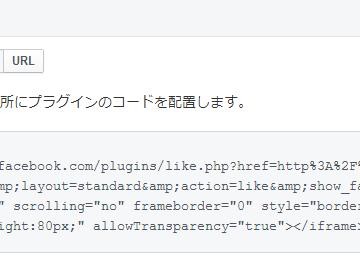 URL
所にプラグインのコードを配置します。
facebook.com/plugins/like.php?href=http%3A%2F%
mp;layout=standard&amp;action=like&amp;show_fa
" scrolling="no" frameborder="0" style="border
ight:80px;" allowTransparency="true"></iframe>